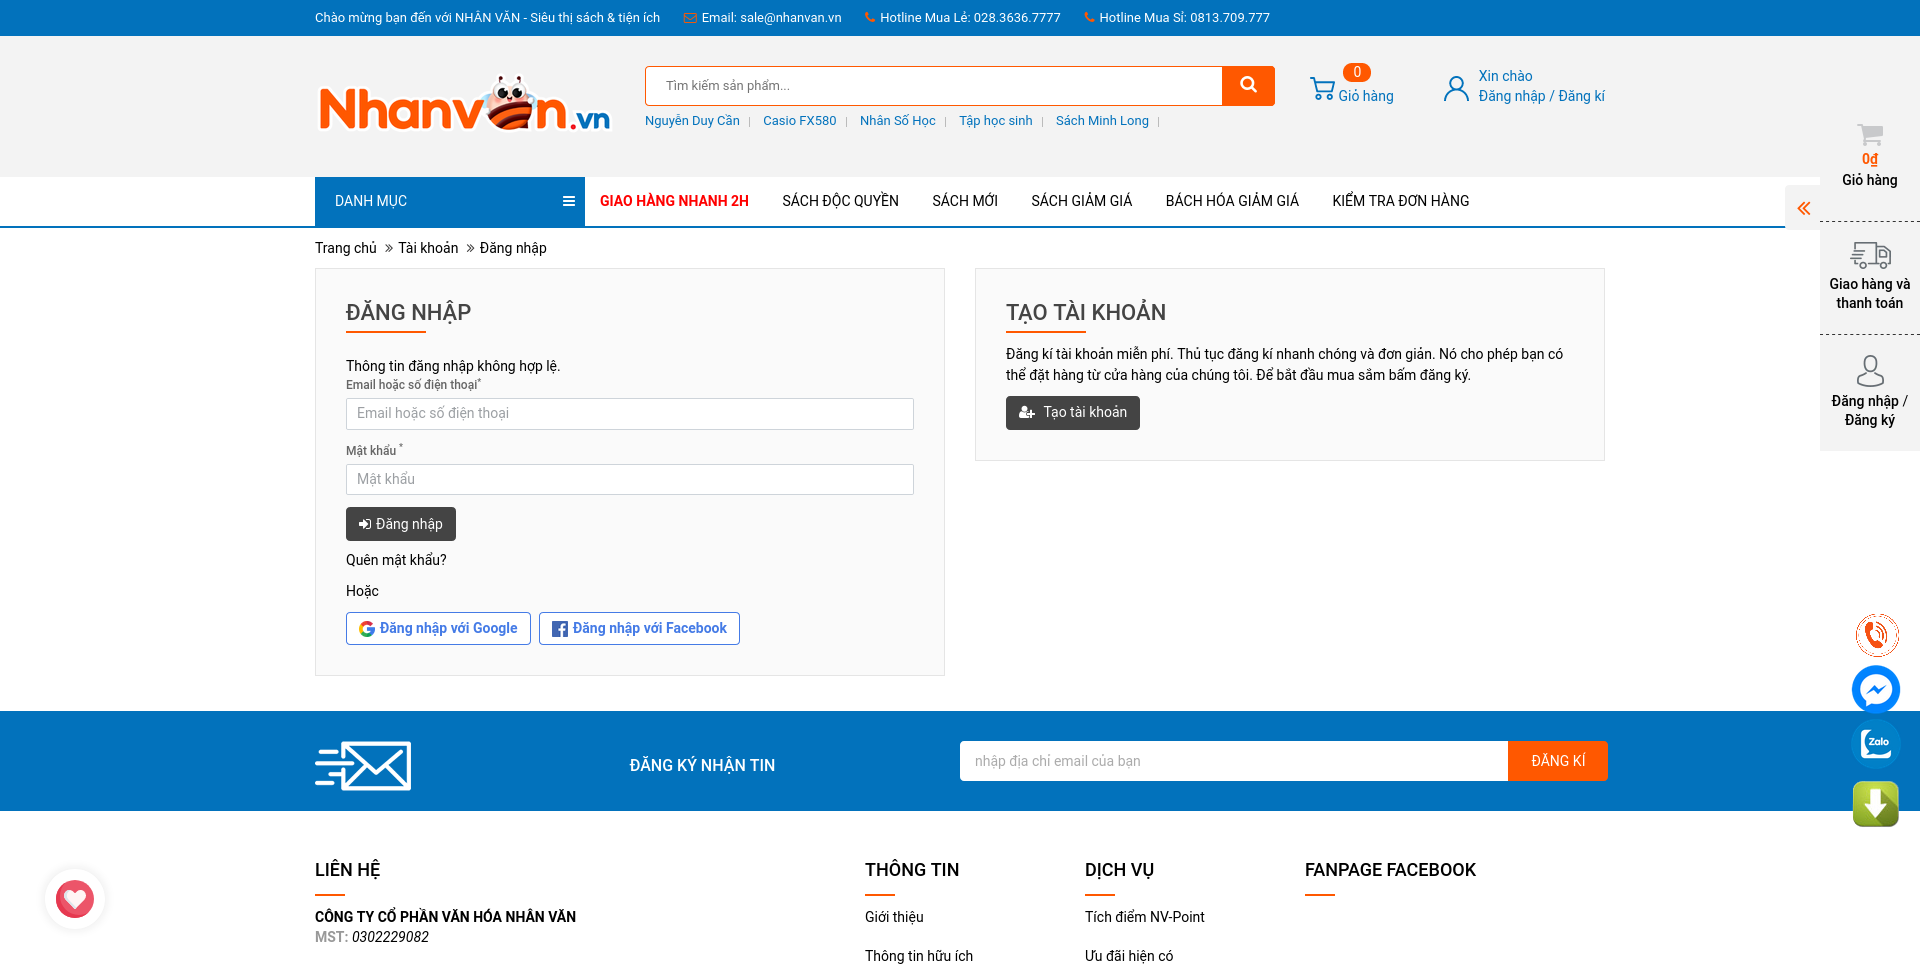 Chào mừng bạn đến với NHÂN VĂN - Siêu thị sách & tiện ích
Email: sale@nhanvan.vn
Hotline Mua Lẻ: 028.3636.7777
Hotline Mua Sỉ: 0813.709.777
Nhanvăn.vn
Tìm kiếm sản phẩm...
Nguyễn Duy Cần | Casio FX580 | Nhân Số Học | Tập học sinh | Sách Minh Long |
0
Giỏ hàng
Xin chào
Đăng nhập / Đăng kí
0₫
Giỏ hàng
DANH MỤC
GIAO HÀNG NHANH 2H
SÁCH ĐỘC QUYỀN
SÁCH MỚI
SÁCH GIẢM GIÁ
BÁCH HÓA GIẢM GIÁ
KIỂM TRA ĐƠN HÀNG
Trang chủ » Tài khoản » Đăng nhập
Giao hàng và
thanh toán
Đăng nhập /
Đăng ký
ĐĂNG NHẬP
Thông tin đăng nhập không hợp lệ.
Email hoặc số điện thoại*
Email hoặc số điện thoại
Mật khẩu *
Mật khẩu
Đăng nhập
Quên mật khẩu?
Hoặc
Đăng nhập với Google
Đăng nhập với Facebook
TẠO TÀI KHOẢN
Đăng kí tài khoản miễn phí. Thủ tục đăng kí nhanh chóng và đơn giản. Nó cho phép bạn có
thể đặt hàng từ cửa hàng của chúng tôi. Để bắt đầu mua sắm bấm đăng ký.
Tạo tài khoản
Zalo
ĐĂNG KÝ NHẬN TIN
nhập địa chỉ email của bạn
ĐĂNG KÍ
LIÊN HỆ
CÔNG TY CỔ PHẦN VĂN HÓA NHÂN VĂN
MST: 0302229082
THÔNG TIN
Giới thiệu
Thông tin hữu ích
DỊCH VỤ
Tích điểm NV-Point
Ưu đãi hiện có
FANPAGE FACEBOOK